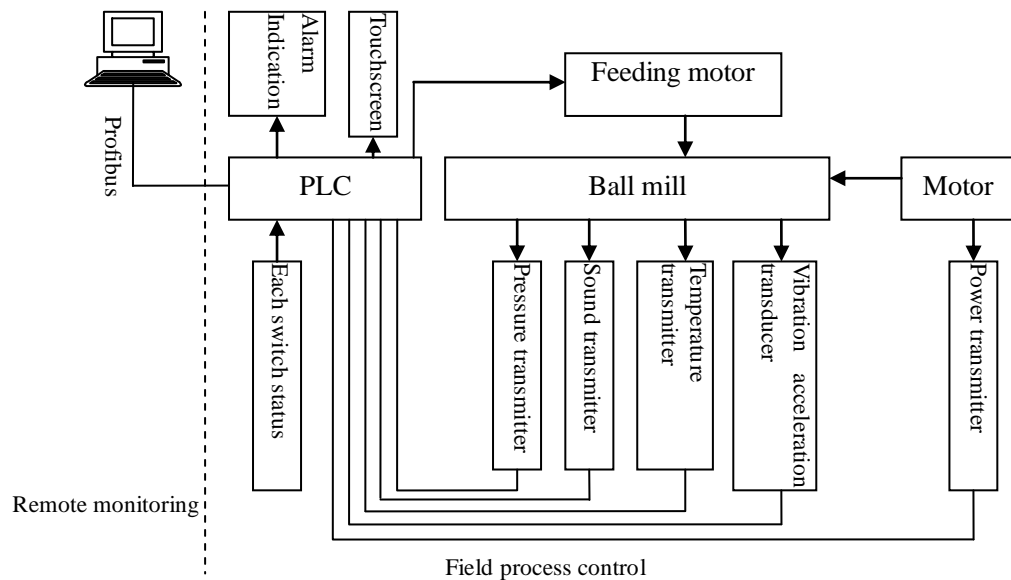 Alarm
Indication
Touchscreen
Feeding motor
Profibus
PLC
Ball mill
Motor
Each switch status
Pressure transmitter
Sound transmitter
Temperature
transmitter
Vibration acceleration
transducer
Power transmitter
Remote monitoring
Field process control